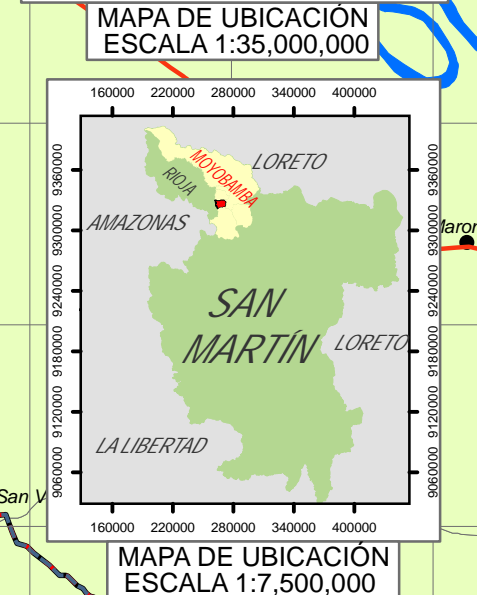 MAPA DE UBICACIÓN
ESCALA 1:35,000,000
160000 220000 280000 340000 400000
9360000
9300000
9240000
9180000
9120000
9060000
LORETO
MOYOBAMBA
RIOJA
AMAZONAS
SAN
MARTÍN
LORETO
LA LIBERTAD
9360000
9300000
9240000
9180000
9120000
9060000
160000 220000 280000 340000 400000
Maron
San V
MAPA DE UBICACIÓN
ESCALA 1:7,500,000